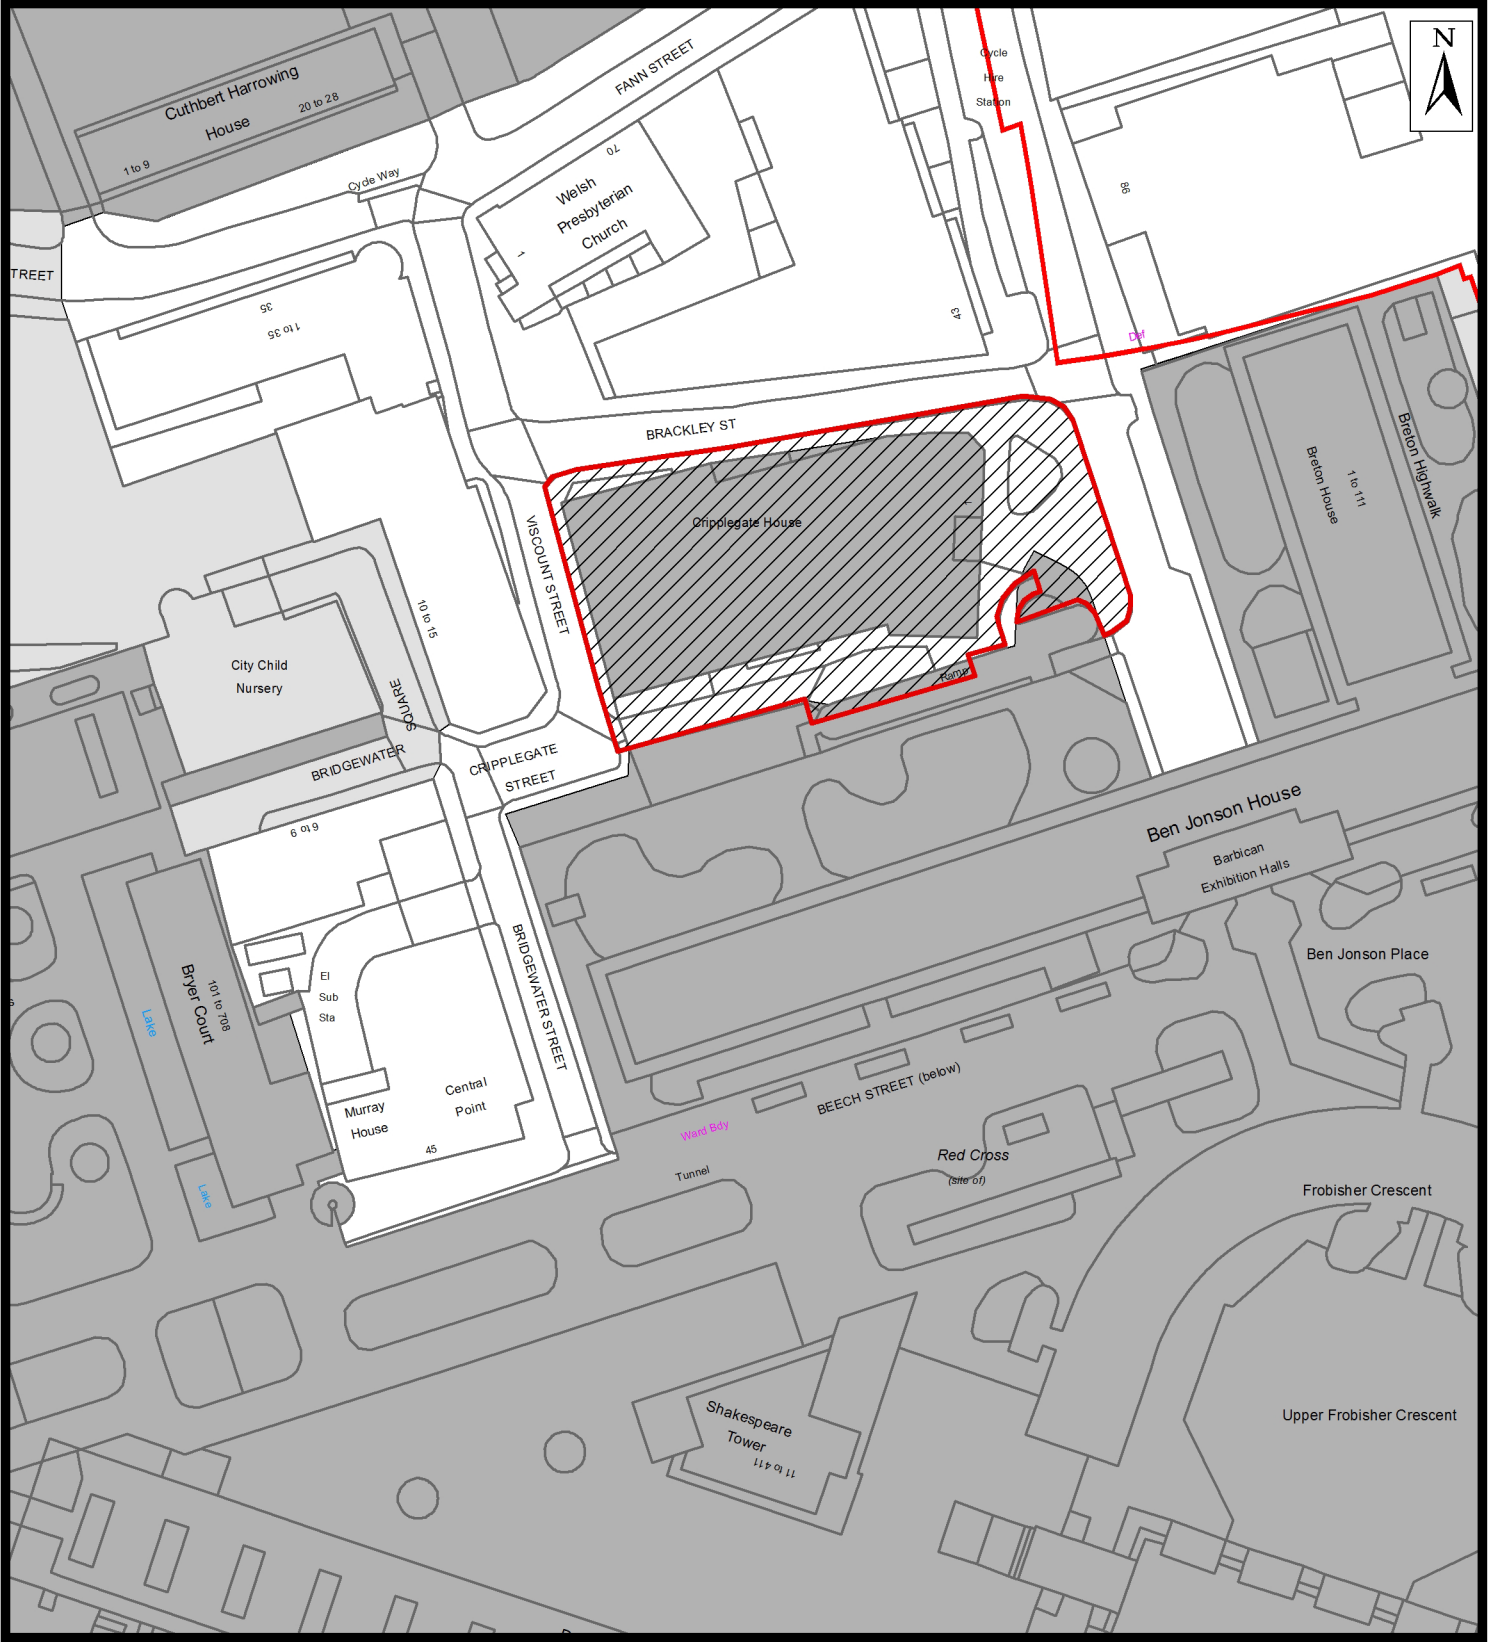 N
FANN STREET
Cycle
Hire
Station
Cuthbert Harrowing
House
20 to 28
1 to 9
Cycle Way
70
Welsh
Presbyterian
Church
1
98
TREET
35
1 to 35
43
Def
BRACKLEY ST
Breton Highwalk
Breton House
1 to 111
Cripplegate House
VISCOUNT STREET
10 to 15
City Child
Nursery
SQUARE
Ramp
BRIDGEWATER
CRIPPLEGATE
STREET
6 to 9
Ben Jonson House
Barbican
Exhibition Halls
Ben Jonson Place
BRIDGEWATER STREET
El
Sub
Sta
Bryer Court
101 to 708
Lake
Central
Point
Murray
House
45
BEECH STREET (below)
Ward Bdy
Tunnel
Red Cross
(site of)
Lake
Frobisher Crescent
Upper Frobisher Crescent
Shakespeare
Tower
11 to 411